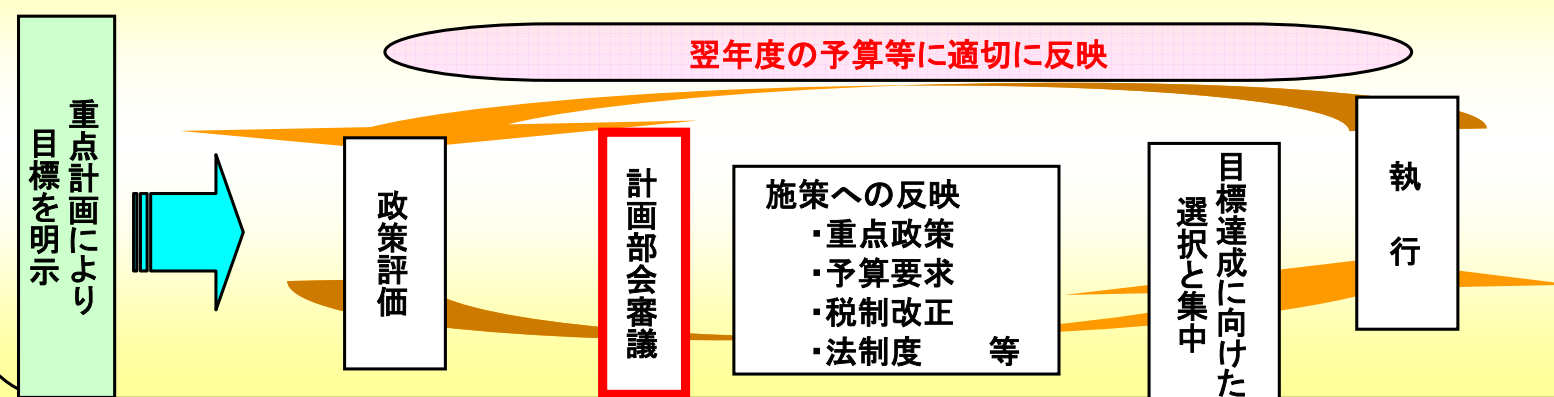 翌年度の予算等に適切に反映
重点計画により
目標を明示
政策評価
計画部会審議
施策への反映
・重点政策
・予算要求
・税制改正
・法制度　　等
目標達成に向けた
選択と集中
執　行